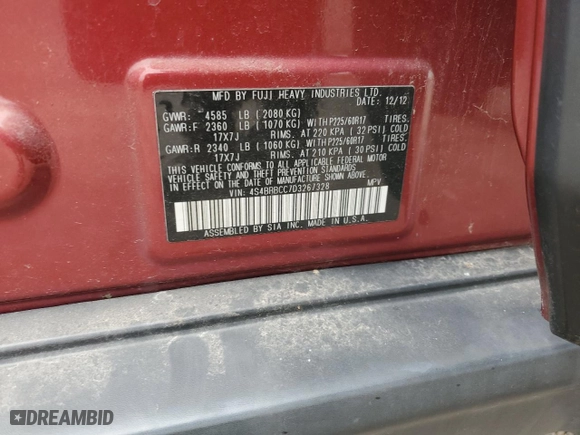 MFD BY FUJI HEAVY INDUSTRIES LTD.
DATE: 12/12
GVWR: 4585 LB ( 2080 KG)
GAWR:F 2360 LB ( 1070 KG) WITH P225/60R17 TIRES.
17X7J RIMS. AT 220 KPA ( 32 PSI) COLD
GAWR:R 2340 LB ( 1060 KG) WITH P225/60R17 TIRES.
17X7J RIMS. AT 210 KPA ( 30 PSI) COLD
THIS VEHICLE CONFORMS TO ALL APPLICABLE FEDERAL MOTOR
VEHICLE SAFETY AND THEFT PREVENTION STANDARDS
IN EFFECT ON THE DATE OF MANUFACTURE SHOWN ABOVE.
VIN: 4S4BRBCC7D3267328 MPV
ASSEMBLED BY SIA INC. MADE IN U.S.A.
DREAMBID